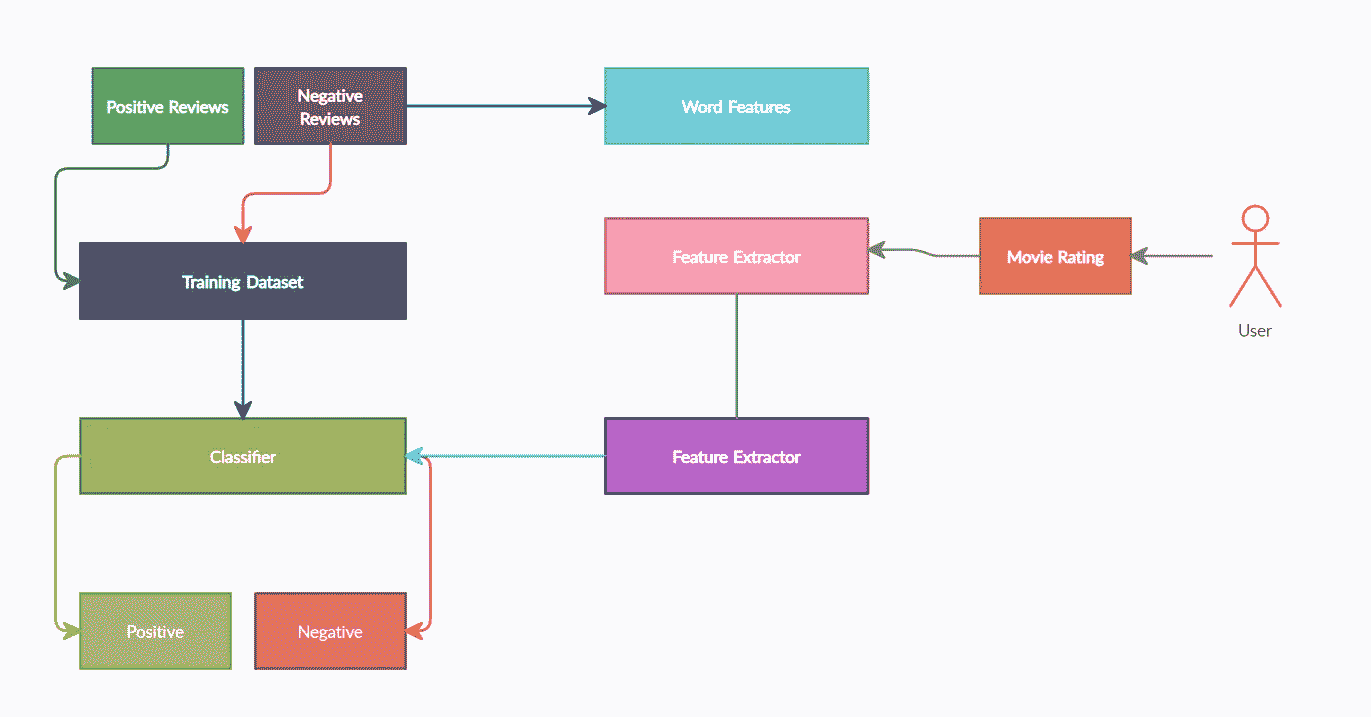 Positive Reviews
Negative
Reviews
Word Features
Feature Extractor
Movie Rating
User
Training Dataset
Classifier
Feature Extractor
Positive
Negative